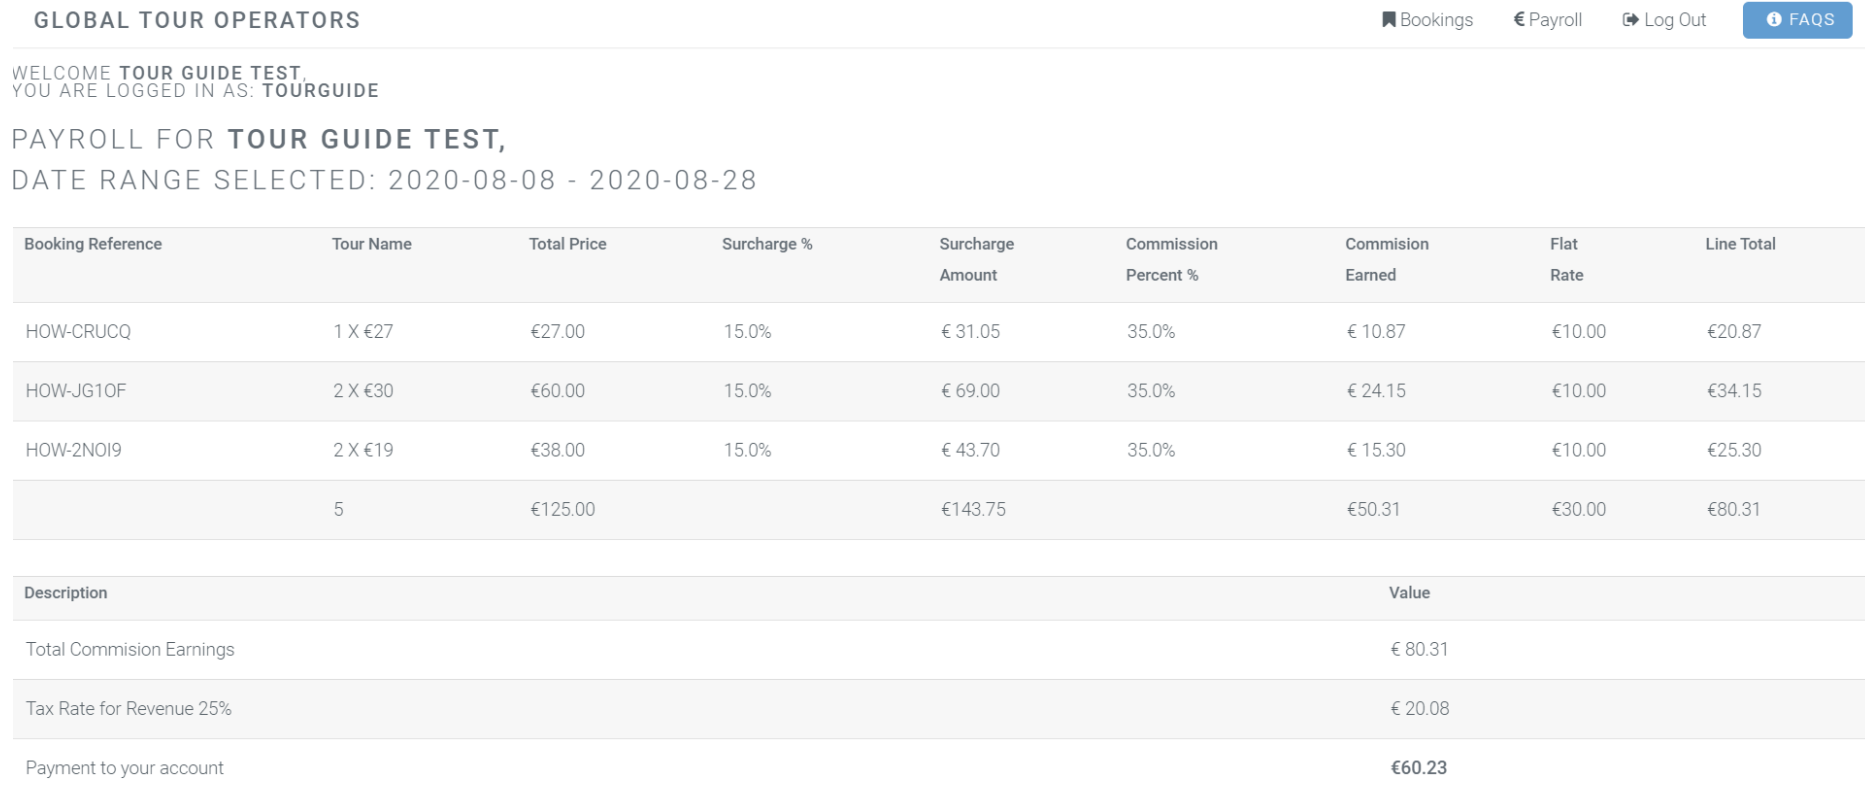 GLOBAL TOUR OPERATORS
Bookings € Payroll Log Out FAQS
WELCOME TOUR GUIDE TEST,
YOU ARE LOGGED IN AS: TOURGUIDE
PAYROLL FOR TOUR GUIDE TEST,
DATE RANGE SELECTED: 2020-08-08 - 2020-08-28
Booking Reference Tour Name Total Price Surcharge % Surcharge Amount Commission Percent % Commision Earned Flat Rate Line Total
HOW-CRUCQ 1 X €27 €27.00 15.0% € 31.05 35.0% € 10.87 €10.00 €20.87
HOW-JG1OF 2 X €30 €60.00 15.0% € 69.00 35.0% € 24.15 €10.00 €34.15
HOW-2NOI9 2 X €19 €38.00 15.0% € 43.70 35.0% € 15.30 €10.00 €25.30
5 €125.00 €143.75 €50.31 €30.00 €80.31
Description Value
Total Commision Earnings € 80.31
Tax Rate for Revenue 25% € 20.08
Payment to your account €60.23